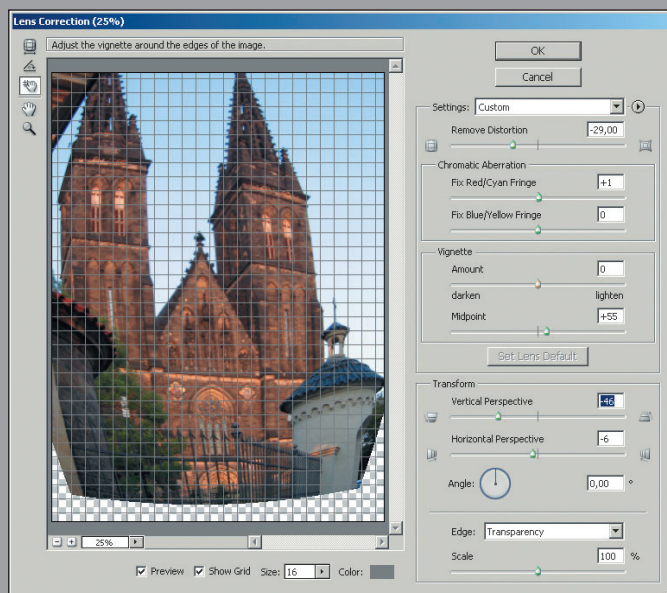 Lens Correction (25%)
Adjust the vignette around the edges of the image.
OK
Cancel
Settings: Custom
Remove Distortion -29,00
Chromatic Aberration
Fix Red/Cyan Fringe +1
Fix Blue/Yellow Fringe 0
Vignette
Amount 0
darken lighten
Midpoint +55
Set Lens Default
Transform
Vertical Perspective -46
Horizontal Perspective -6
Angle: 0,00 °
Edge: Transparency
Scale 100 %
- + 25%
Preview Show Grid Size: 16 Color: